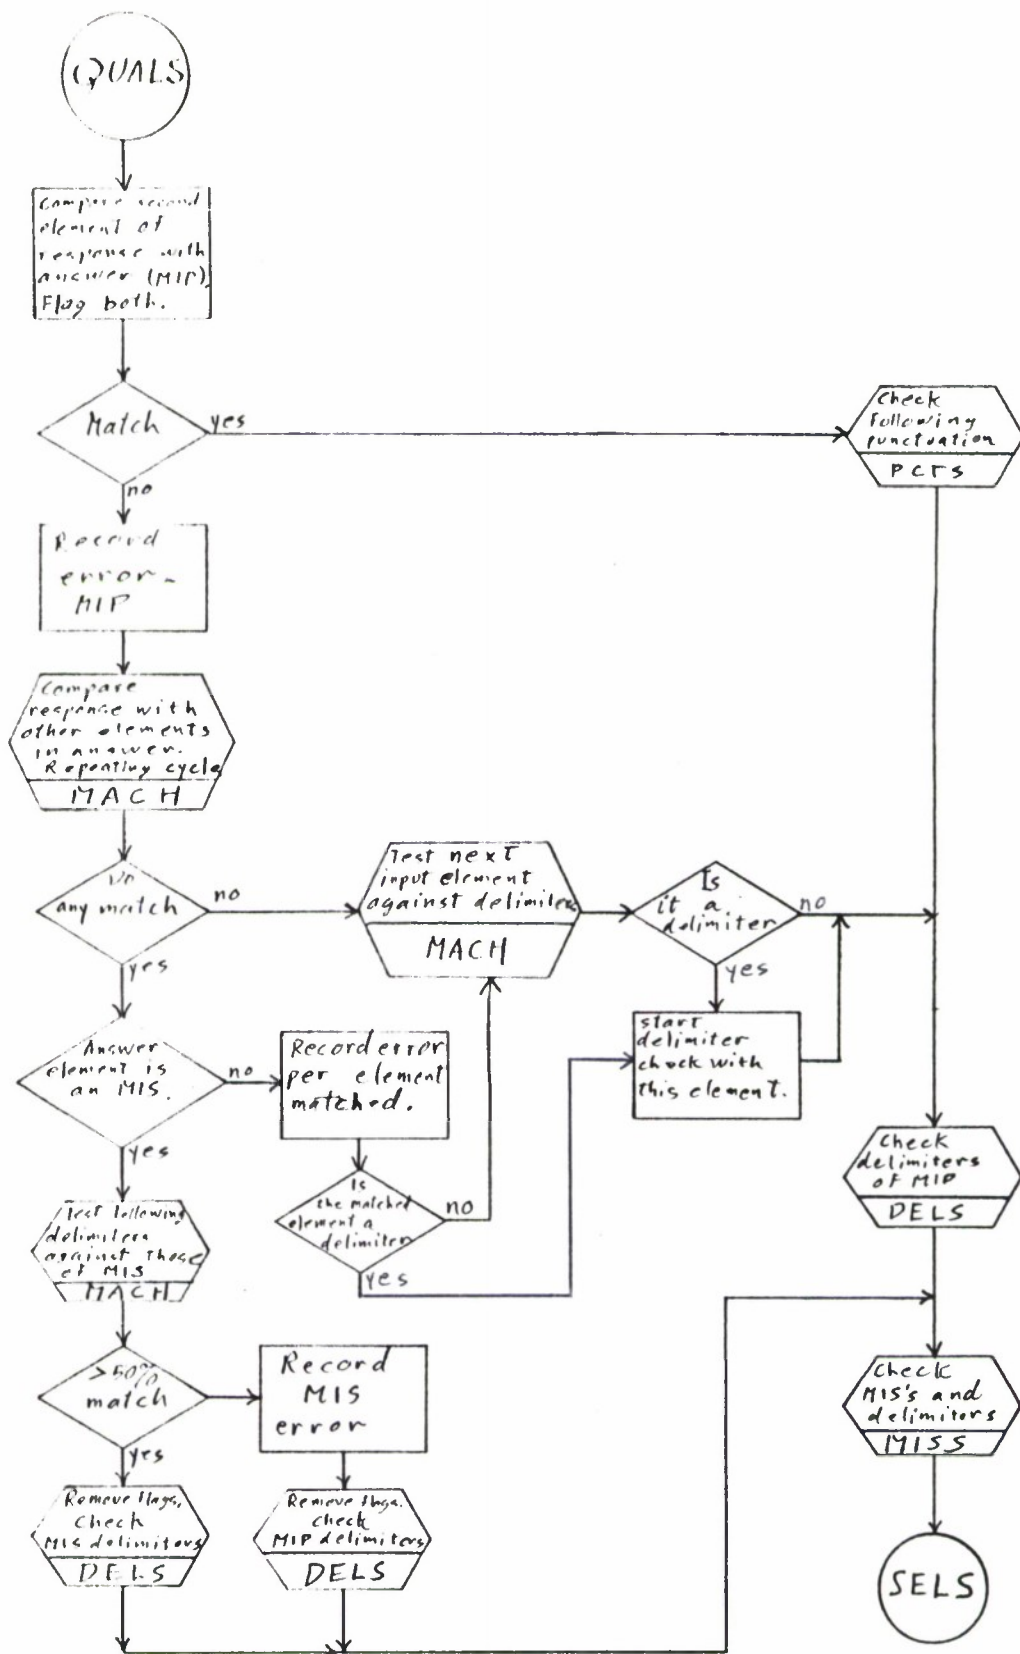 QUALS
Compare second
element of
response with
answer (MIP)
Flag both.
Match
yes
no
Check
following
punctuation
PCTS
Record
error-
MIP
Compare
response with
other elements
in answer.
Repeating cycle
MACH
Do
any match
no
yes
Test next
input element
against delimiters
MACH
Is
it a
delimiter
no
yes
start
delimiter
check with
this element.
Answer
element is
an MIS.
no
yes
Record error
per element
matched.
Is
the matched
element a
delimiter
no
yes
Check
delimiters
of MIP
DELS
Test following
delimiters
against those
of MIS
MACH
>50%
match
yes
Record
MIS
error
Check
MIS's and
delimitors
MISS
Remove flags,
check
MIS delimitors
DELS
Remove flags,
check
MIP delimiters
DELS
SELS